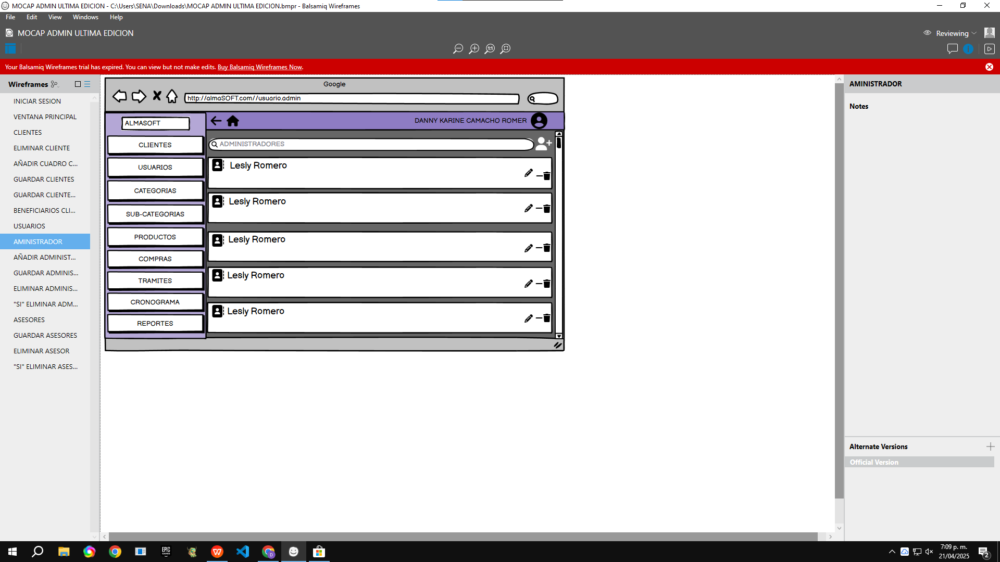 MOCAP ADMIN ULTIMA EDICION - C:\Users\SENA\Downloads\MOCAP ADMIN ULTIMA EDICION.bmpr - Balsamiq Wireframes
File Edit View Windows Help
MOCAP ADMIN ULTIMA EDICION
Reviewing
1:1
Your Balsamiq Wireframes trial has expired. You can view but not make edits. Buy Balsamiq Wireframes Now.
Wireframes
INICIAR SESION
VENTANA PRINCIPAL
CLIENTES
ELIMINAR CLIENTE
AÑADIR CUADRO C...
GUARDAR CLIENTES
GUARDAR CLIENTE...
BENEFICIARIOS CLI...
USUARIOS
AMINISTRADOR
AÑADIR ADMINIST...
GUARDAR ADMINIS...
ELIMINAR ADMINIS...
"SI" ELIMINAR ADM...
ASESORES
GUARDAR ASESORES
ELIMINAR ASESOR
"SI" ELIMINAR ASES...
Google
http://almaSOFT.com//usuario.admin
ALMASOFT
CLIENTES
USUARIOS
CATEGORIAS
SUB-CATEGORIAS
PRODUCTOS
COMPRAS
TRAMITES
CRONOGRAMA
REPORTES
DANNY KARINE CAMACHO ROMER
ADMINISTRADORES
Lesly Romero
Lesly Romero
Lesly Romero
Lesly Romero
Lesly Romero
AMINISTRADOR
Notes
Alternate Versions
Official Version
EPIC
GAMES
W
D
7:09 p. m.
21/04/2025
2